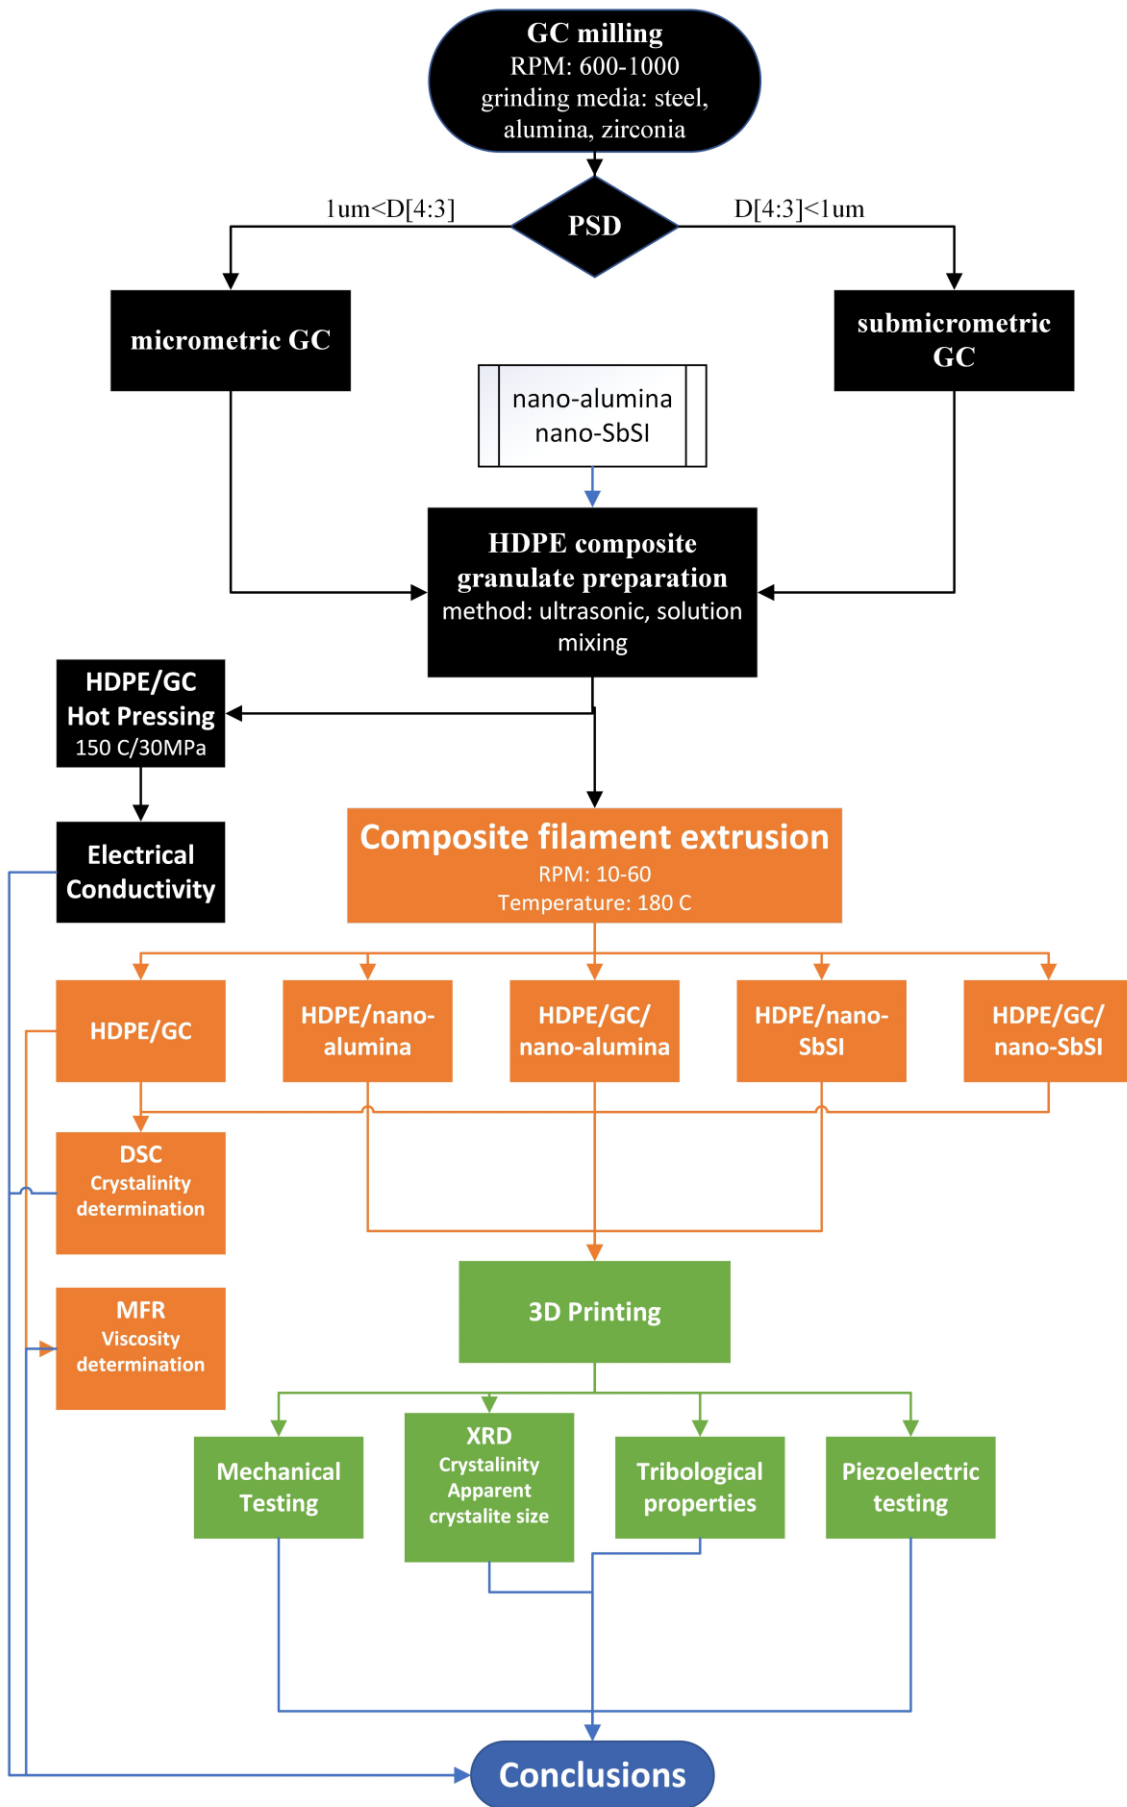 GC milling
RPM: 600-1000
grinding media: steel,
alumina, zirconia
1um<D[4:3]
PSD
D[4:3]<1um
micrometric GC
submicrometric
GC
nano-alumina
nano-SbSI
HDPE composite
granulate preparation
method: ultrasonic, solution
mixing
HDPE/GC
Hot Pressing
150 C/30MPa
Electrical
Conductivity
Composite filament extrusion
RPM: 10-60
Temperature: 180 C
HDPE/GC
HDPE/nano-
alumina
HDPE/GC/
nano-alumina
HDPE/nano-
SbSI
HDPE/GC/
nano-SbSI
DSC
Crystalinity
determination
MFR
Viscosity
determination
3D Printing
Mechanical
Testing
XRD
Crystalinity
Apparent
crystalite size
Tribological
properties
Piezoelectric
testing
Conclusions